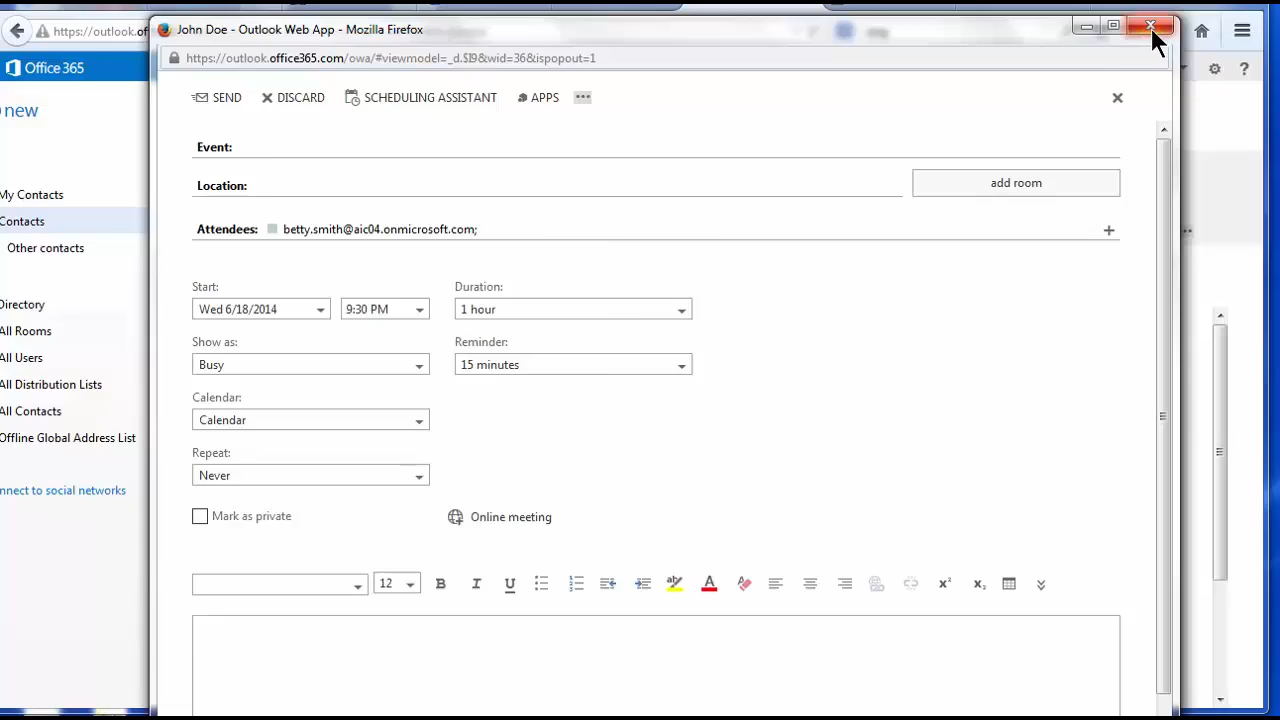 John Doe - Outlook Web App - Mozilla Firefox
https://outlook.of
https://outlook.office365.com/owa/#viewmodel=_d.$I9&wid=36&ispopout=1
Office 365
new
My Contacts
Contacts
Other contacts
Directory
All Rooms
All Users
All Distribution Lists
All Contacts
Offline Global Address List
nnect to social networks
SEND
DISCARD
SCHEDULING ASSISTANT
APPS
Event:
Location:
add room
Attendees: betty.smith@aic04.onmicrosoft.com;
Start:
Duration:
Wed 6/18/2014
9:30 PM
1 hour
Show as:
Reminder:
Busy
15 minutes
Calendar:
Calendar
Repeat:
Never
Mark as private
Online meeting
12
B I U